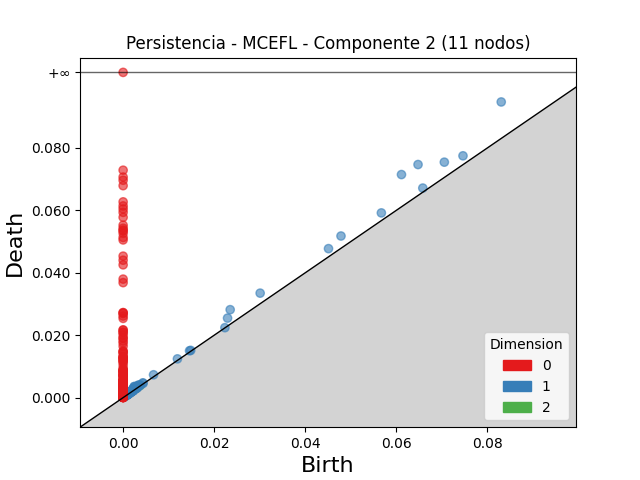 Persistencia - MCEFL - Componente 2 (11 nodos)
+∞
0.080
0.060
0.040
0.020
0.000
Death
0.00 0.02 0.04 0.06 0.08
Birth
Dimension
0
1
2